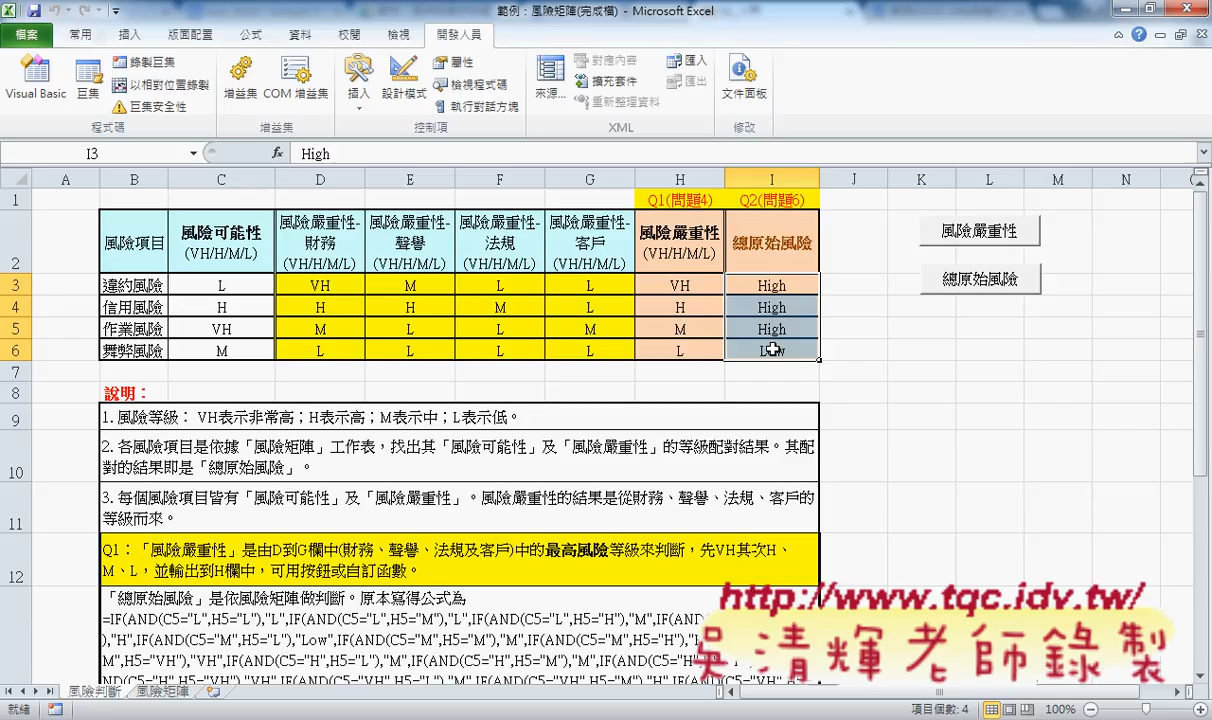 範例：風險矩陣(完成檔) - Microsoft Excel
檔案 常用 插入 版面配置 公式 資料 校閱 檢視 開發人員
Visual Basic 巨集 錄製巨集 以相對位置錄製 巨集安全性 增益集 COM 增益集 插入 設計模式 屬性 檢視程式碼 執行對話方塊 來源... 對應內容 擴充套件 重新整理資料 匯入 匯出 文件面板
程式碼 增益集 控制項 XML 修改
I3 fx High
A B C D E F G H I J K L M N
1 Q1(問題4) Q2(問題6)
2 風險項目 風險可能性 (VH/H/M/L) 風險嚴重性-財務 (VH/H/M/L) 風險嚴重性-聲譽 (VH/H/M/L) 風險嚴重性-法規 (VH/H/M/L) 風險嚴重性-客戶 (VH/H/M/L) 風險嚴重性 (VH/H/M/L) 總原始風險
風險嚴重性
總原始風險
3 違約風險 L VH M L L VH High
4 信用風險 H H H M L H High
5 作業風險 VH M L L M M High
6 舞弊風險 M L L L L L Low
7
8 說明：
9 1. 風險等級： VH表示非常高；H表示高；M表示中；L表示低。
10 2. 各風險項目是依據「風險矩陣」工作表，找出其「風險可能性」及「風險嚴重性」的等級配對結果。其配
對的結果即是「總原始風險」。
11 3. 每個風險項目皆有「風險可能性」及「風險嚴重性」。風險嚴重性的結果是從財務、聲譽、法規、客戶的
等級而來。
12 Q1：「風險嚴重性」是由D到G欄中(財務、聲譽、法規及客戶)中的最高風險等級來判斷，先VH其次H、
M、L，並輸出到H欄中，可用按鈕或自訂函數。
「總原始風險」是依風險矩陣做判斷。原本寫得公式為
=IF(AND(C5="L",H5="L"),"L",IF(AND(C5="L",H5="M"),"L",IF(AND(C5="L",H5="H"),"M",IF(AND(C5="L",H5="VH"
),"H",IF(AND(C5="M",H5="L"),"Low",IF(AND(C5="M",H5="M"),"M",IF(AND(C5="M",H5="H"
http://www.tqc.idv.tw/
吳清輝老師錄製
風險判斷 風險矩陣
就緒 項目個數: 4 100%